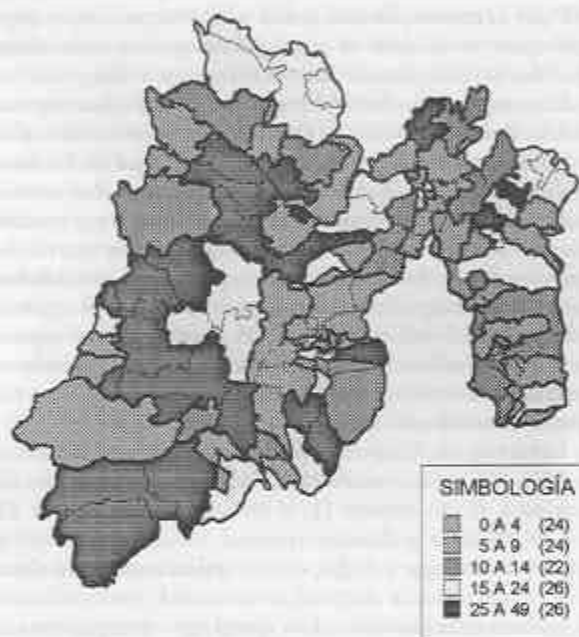 SIMBOLOGÍA
0 A 4 (24)
5 A 9 (24)
10 A 14 (22)
15 A 24 (26)
25 A 49 (26)